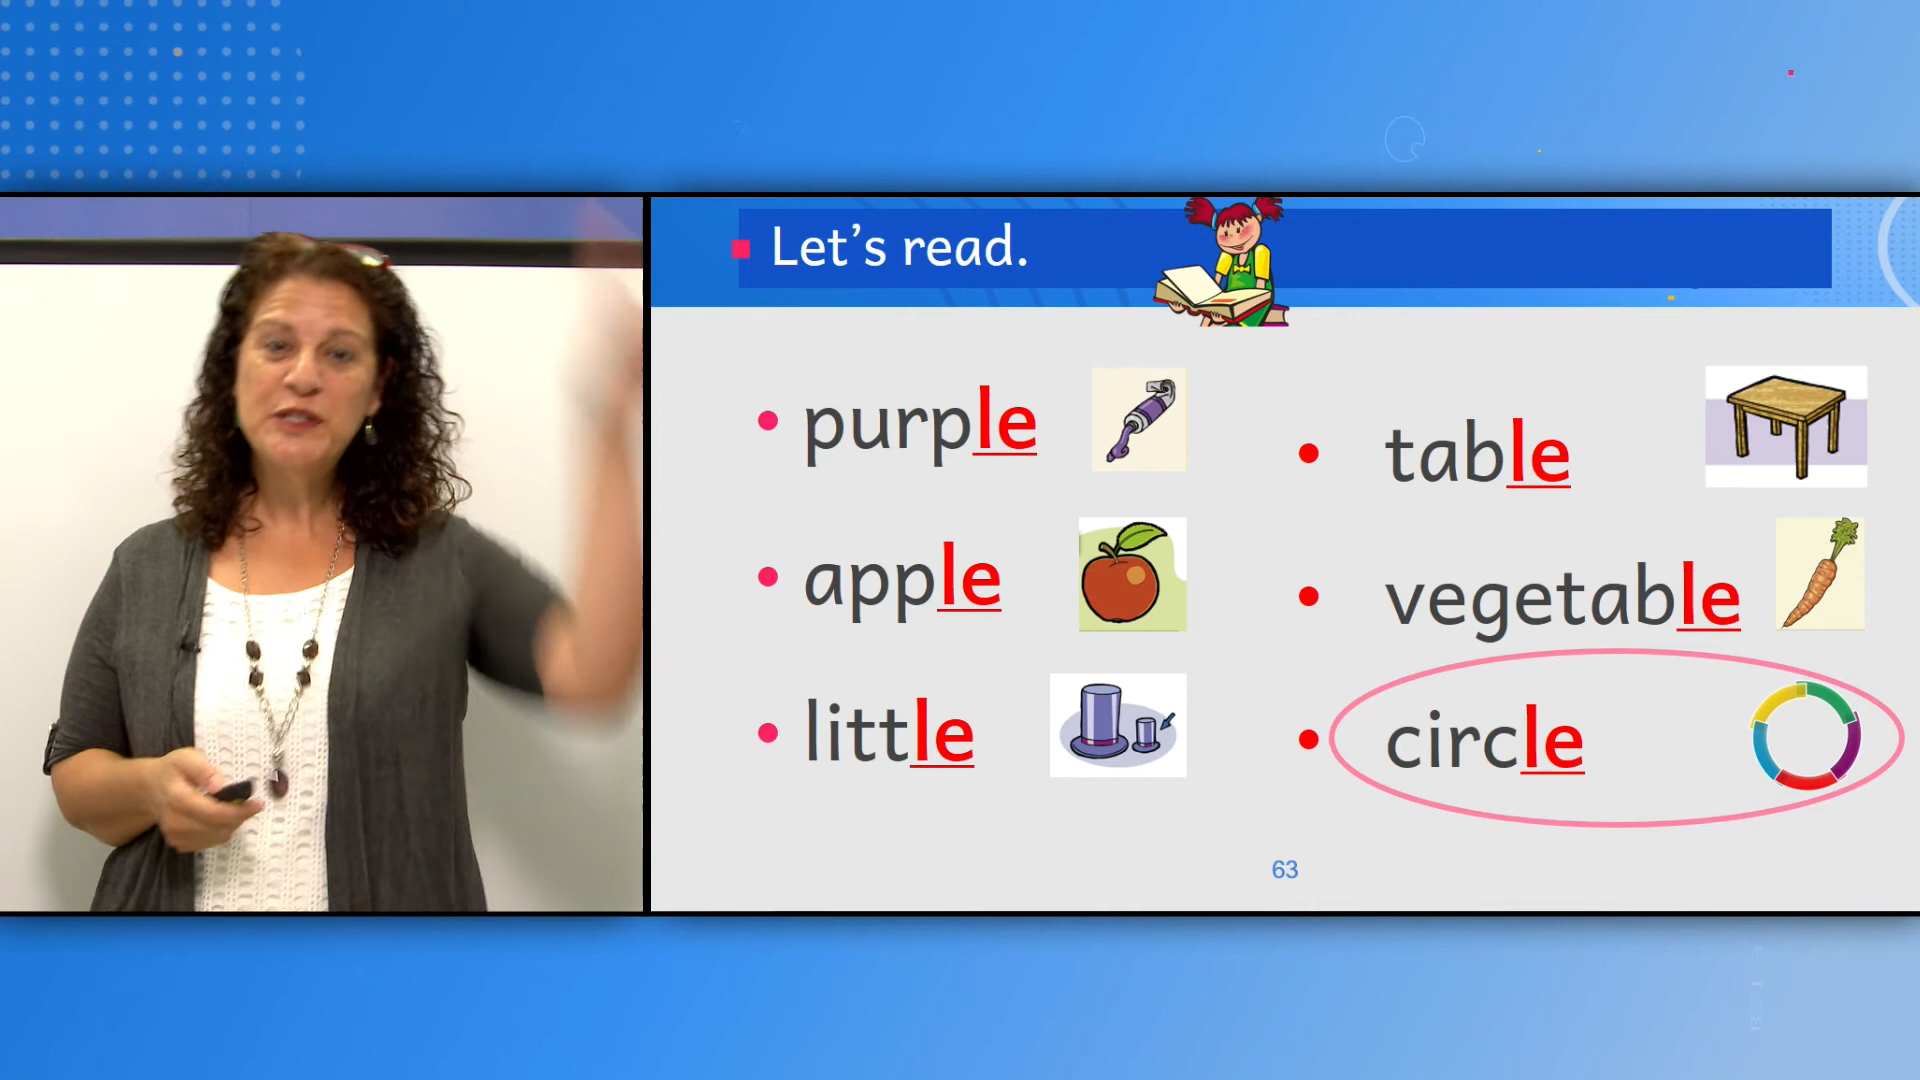 Let's read.
purple
apple
little
table
vegetable
circle
63